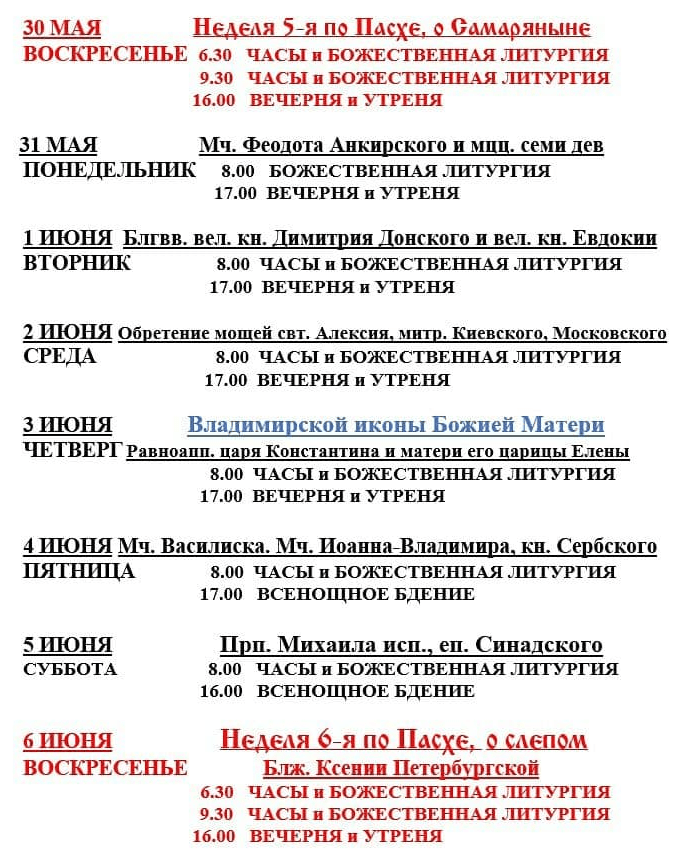 30 МАЯ Неделя 5-я по Пасхе, о Самаряныне
ВОСКРЕСЕНЬЕ 6.30 ЧАСЫ и БОЖЕСТВЕННАЯ ЛИТУРГИЯ
9.30 ЧАСЫ и БОЖЕСТВЕННАЯ ЛИТУРГИЯ
16.00 ВЕЧЕРНЯ и УТРЕНЯ
31 МАЯ Мч. Феодота Анкирского и мцц. семи дев
ПОНЕДЕЛЬНИК 8.00 БОЖЕСТВЕННАЯ ЛИТУРГИЯ
17.00 ВЕЧЕРНЯ и УТРЕНЯ
1 ИЮНЯ Блгвв. вел. кн. Димитрия Донского и вел. кн. Евдокии
ВТОРНИК 8.00 ЧАСЫ и БОЖЕСТВЕННАЯ ЛИТУРГИЯ
17.00 ВЕЧЕРНЯ и УТРЕНЯ
2 ИЮНЯ Обретение мощей свт. Алексия, митр. Киевского, Московского
СРЕДА 8.00 ЧАСЫ и БОЖЕСТВЕННАЯ ЛИТУРГИЯ
17.00 ВЕЧЕРНЯ и УТРЕНЯ
3 ИЮНЯ Владимирской иконы Божией Матери
ЧЕТВЕРГ Равноапп. царя Константина и матери его царицы Елены
8.00 ЧАСЫ и БОЖЕСТВЕННАЯ ЛИТУРГИЯ
17.00 ВЕЧЕРНЯ и УТРЕНЯ
4 ИЮНЯ Мч. Василиска. Мч. Иоанна-Владимира, кн. Сербского
ПЯТНИЦА 8.00 ЧАСЫ и БОЖЕСТВЕННАЯ ЛИТУРГИЯ
17.00 ВСЕНОЩНОЕ БДЕНИЕ
5 ИЮНЯ Прп. Михаила исп., еп. Синадского
СУББОТА 8.00 ЧАСЫ и БОЖЕСТВЕННАЯ ЛИТУРГИЯ
16.00 ВСЕНОЩНОЕ БДЕНИЕ
6 ИЮНЯ Неделя 6-я по Пасхе, о слепом
ВОСКРЕСЕНЬЕ Блж. Ксении Петербургской
6.30 ЧАСЫ и БОЖЕСТВЕННАЯ ЛИТУРГИЯ
9.30 ЧАСЫ и БОЖЕСТВЕННАЯ ЛИТУРГИЯ
16.00 ВЕЧЕРНЯ и УТРЕНЯ